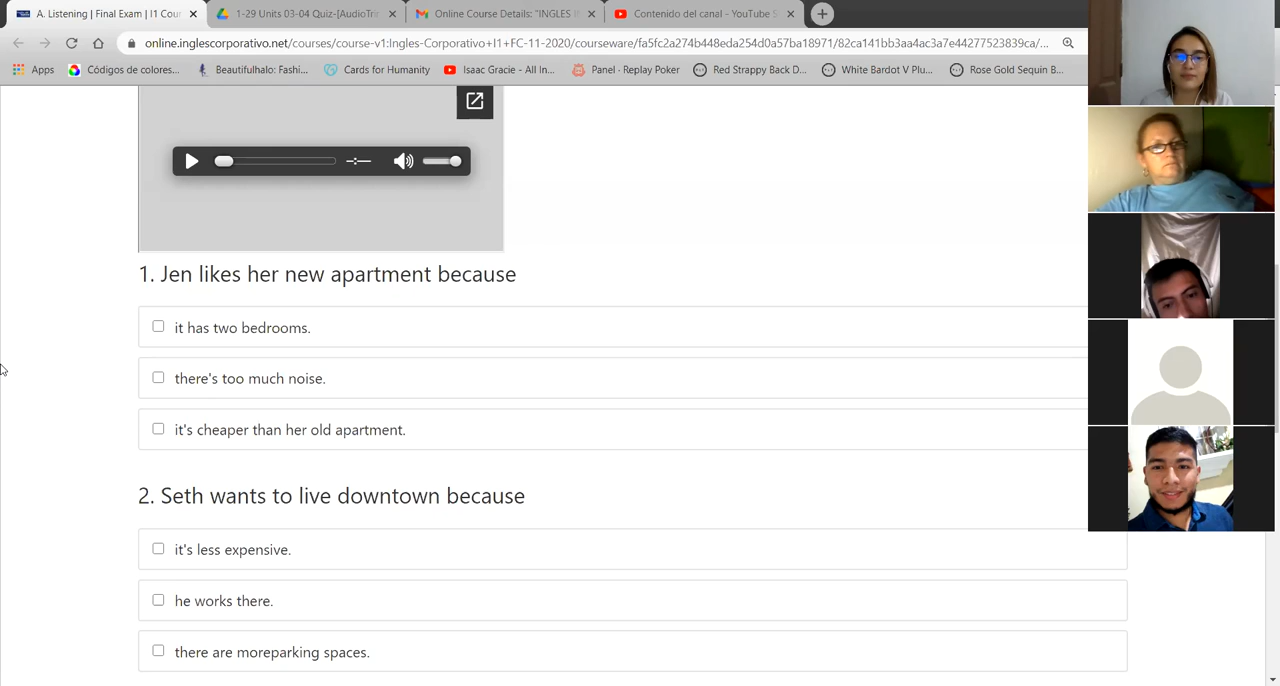 A. Listening | Final Exam | I1 Cou
1-29 Units 03-04 Quiz-[AudioTri
Online Course Details: "INGLES I
Contenido del canal - YouTube S
online.inglescorporativo.net/courses/course-v1:Ingles-Corporativo+I1+FC-11-2020/courseware/fa5fc2a274b448eda254d0a57ba18971/82ca141bb3aa4ac3a7e44277523839ca/...
Apps
Códigos de colores...
Beautifulhalo: Fashi...
Cards for Humanity
Isaac Gracie - All In...
Panel · Replay Poker
Red Strappy Back D...
White Bardot V Plu...
Rose Gold Sequin B...
-:--
1. Jen likes her new apartment because
it has two bedrooms.
there's too much noise.
it's cheaper than her old apartment.
2. Seth wants to live downtown because
it's less expensive.
he works there.
there are moreparking spaces.